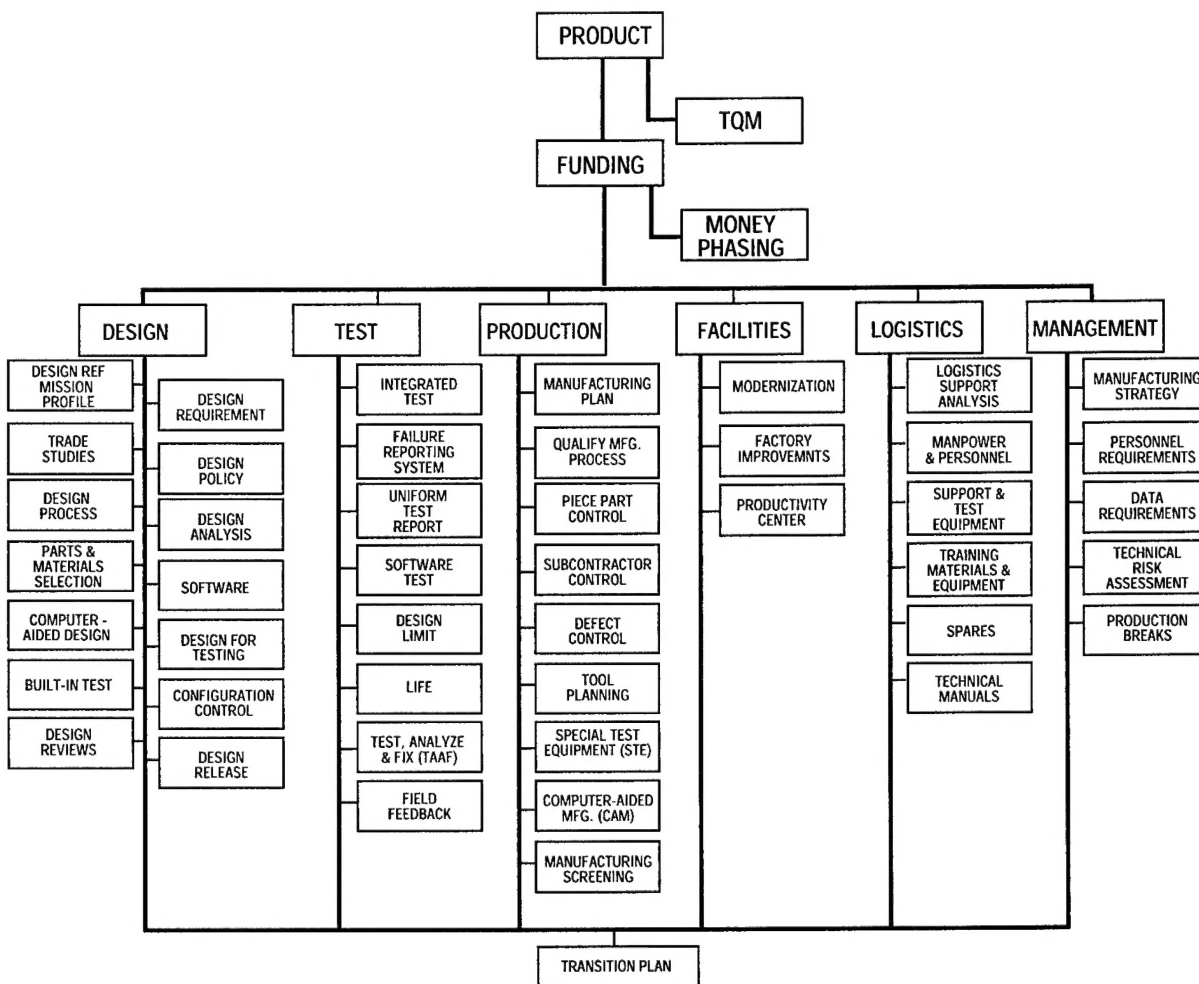 PRODUCT
TQM
FUNDING
MONEY
PHASING
DESIGN
TEST
PRODUCTION
FACILITIES
LOGISTICS
MANAGEMENT
DESIGN REF
MISSION
PROFILE
TRADE
STUDIES
DESIGN
PROCESS
PARTS &
MATERIALS
SELECTION
COMPUTER -
AIDED DESIGN
BUILT-IN TEST
DESIGN
REVIEWS
DESIGN
REQUIREMENT
DESIGN
POLICY
DESIGN
ANALYSIS
SOFTWARE
DESIGN FOR
TESTING
CONFIGURATION
CONTROL
DESIGN
RELEASE
INTEGRATED
TEST
FAILURE
REPORTING
SYSTEM
UNIFORM
TEST
REPORT
SOFTWARE
TEST
DESIGN
LIMIT
LIFE
TEST, ANALYZE
& FIX (TAAF)
FIELD
FEEDBACK
MANUFACTURING
PLAN
QUALIFY MFG.
PROCESS
PIECE PART
CONTROL
SUBCONTRACTOR
CONTROL
DEFECT
CONTROL
TOOL
PLANNING
SPECIAL TEST
EQUIPMENT (STE)
COMPUTER-AIDED
MFG. (CAM)
MANUFACTURING
SCREENING
MODERNIZATION
FACTORY
IMPROVEMNTS
PRODUCTIVITY
CENTER
LOGISTICS
SUPPORT
ANALYSIS
MANPOWER
& PERSONNEL
SUPPORT &
TEST
EQUIPMENT
TRAINING
MATERIALS &
EQUIPMENT
SPARES
TECHNICAL
MANUALS
MANUFACTURING
STRATEGY
PERSONNEL
REQUIREMENTS
DATA
REQUIREMENTS
TECHNICAL
RISK
ASSESSMENT
PRODUCTION
BREAKS
TRANSITION PLAN